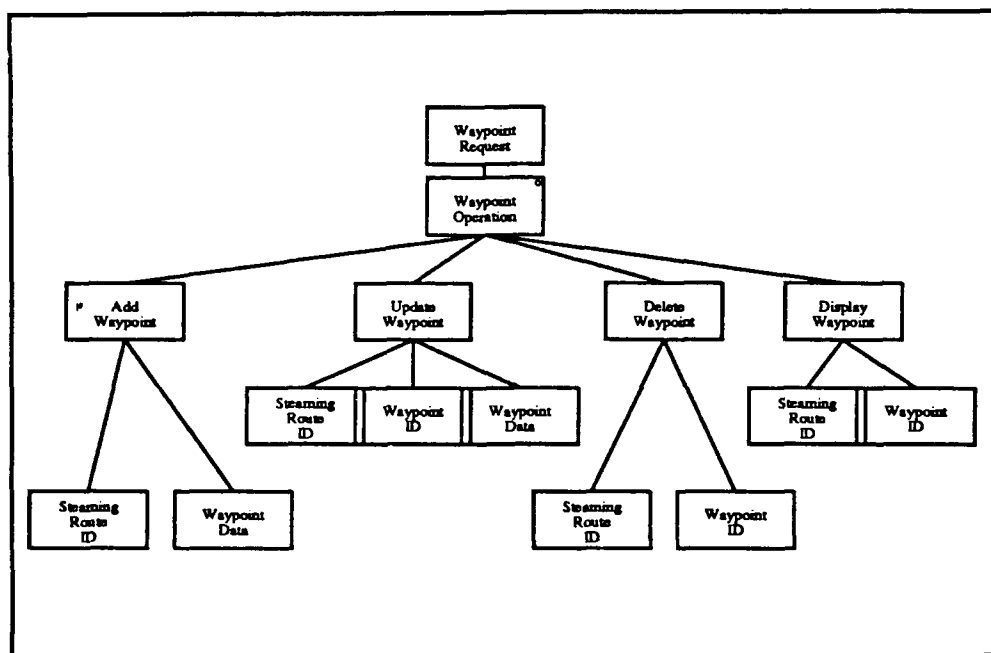 Waypoint
Request
Waypoint
Operation
Add
Waypoint
Update
Waypoint
Delete
Waypoint
Display
Waypoint
Steaming
Route
ID
Waypoint
ID
Waypoint
Data
Steaming
Route
ID
Waypoint
ID
Steaming
Route
ID
Waypoint
Data
Steaming
Route
ID
Waypoint
ID